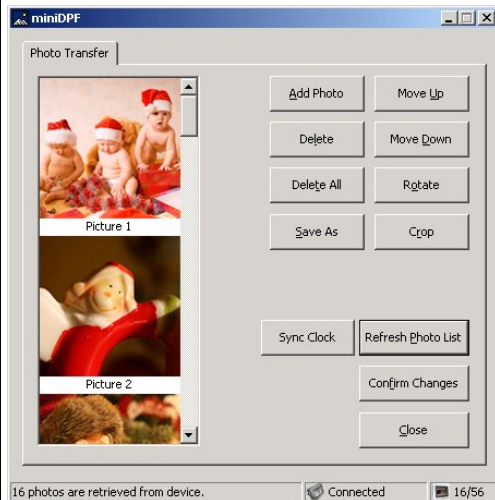 miniDPF
Photo Transfer
Add Photo
Move Up
Delete
Move Down
Delete All
Rotate
Save As
Crop
Picture 1
Picture 2
Sync Clock
Refresh Photo List
Confirm Changes
Close
16 photos are retrieved from device.
Connected
16/56